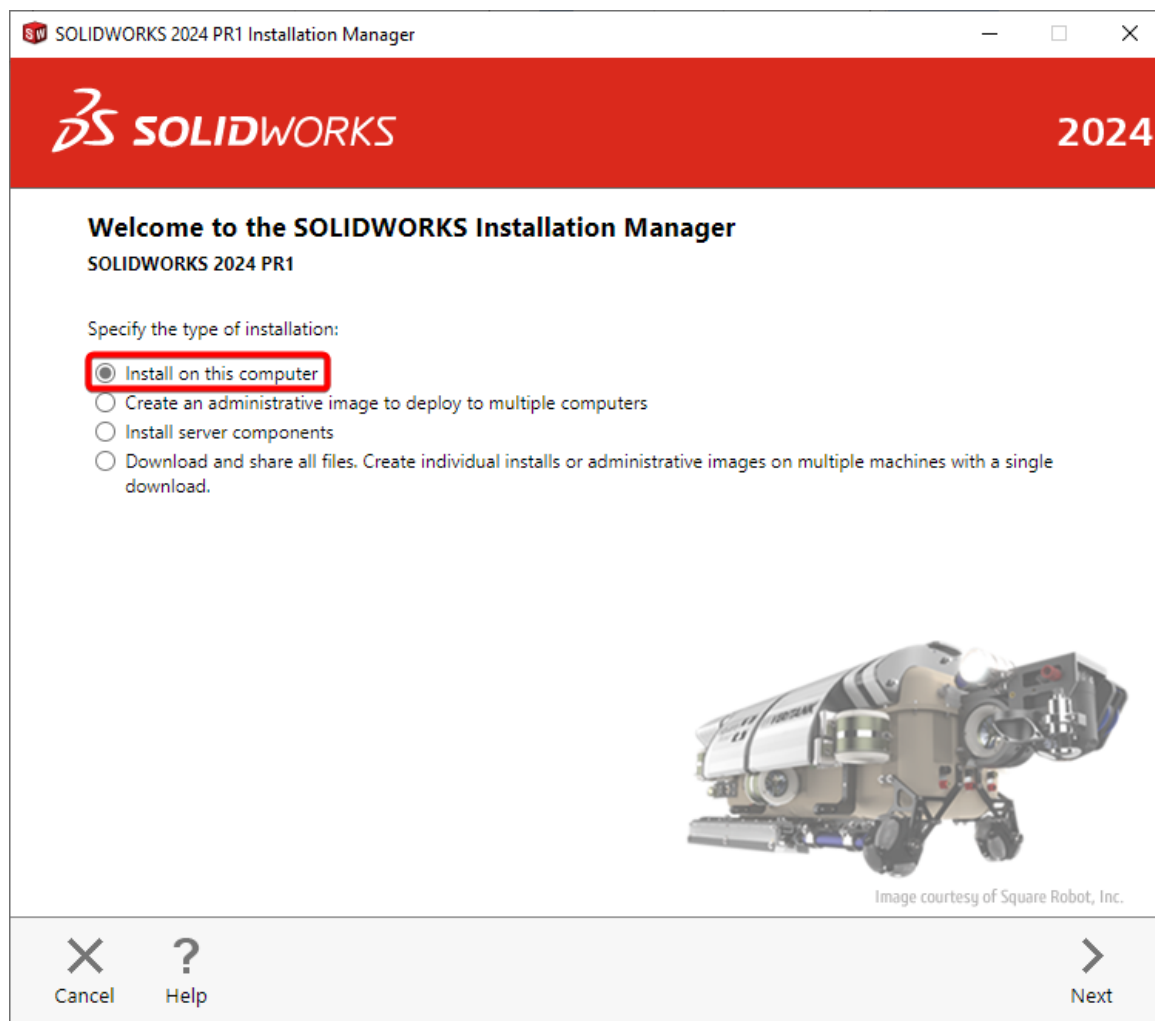 SOLIDWORKS 2024 PR1 Installation Manager
SOLIDWORKS
2024
Welcome to the SOLIDWORKS Installation Manager
SOLIDWORKS 2024 PR1
Specify the type of installation:
Install on this computer
Create an administrative image to deploy to multiple computers
Install server components
Download and share all files. Create individual installs or administrative images on multiple machines with a single
download.
Image courtesy of Square Robot, Inc.
Cancel
Help
Next